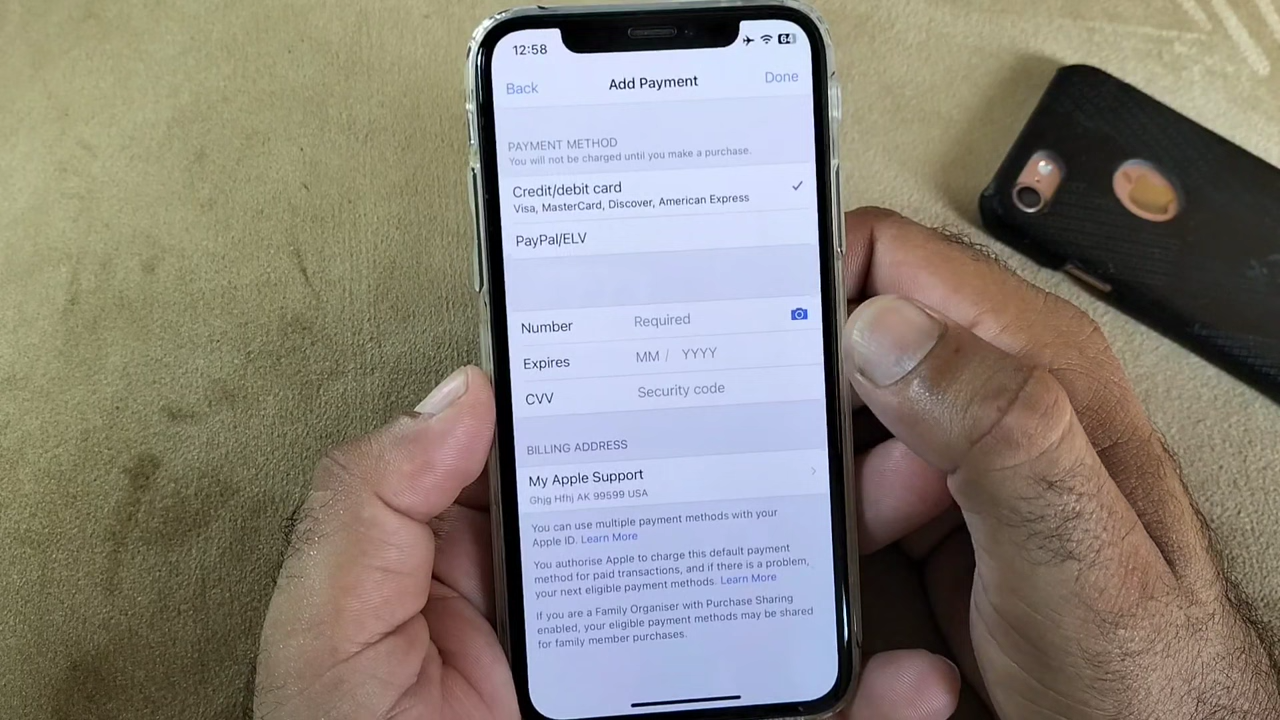 12:58
64
Back
Add Payment
Done
PAYMENT METHOD
You will not be charged until you make a purchase.
Credit/debit card
Visa, MasterCard, Discover, American Express
PayPal/ELV
Number Required
Expires MM / YYYY
CVV Security code
BILLING ADDRESS
My Apple Support
Ghjg Hfhj AK 99599 USA
You can use multiple payment methods with your
Apple ID. Learn More
You authorise Apple to charge this default payment
method for paid transactions, and if there is a problem,
your next eligible payment methods. Learn More
If you are a Family Organiser with Purchase Sharing
enabled, your eligible payment methods may be shared
for family member purchases.